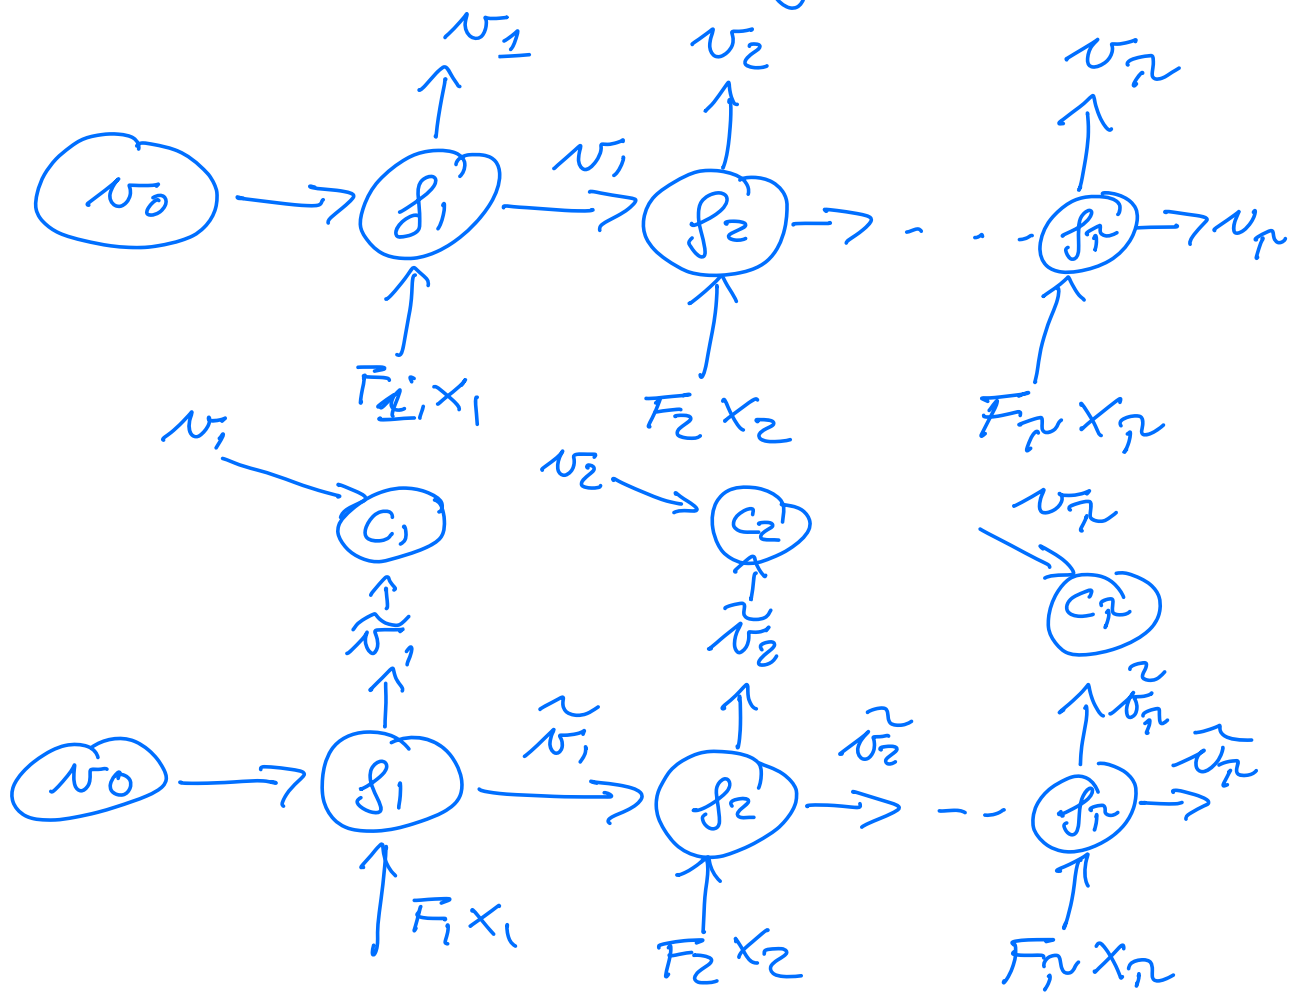 v₁ v₂ vₙ
v₀ f₁ v₁ f₂ . . . fₙ vₙ
F₁, x₁ F₂ x₂ Fₙ xₙ
v₁ v₂ vₙ
c₁ c₂ cₙ
ṽ₁ ṽ₂ ṽₙ
ṽ₁ ṽ₂ ṽₙ
v₀ f₁ f₂ - - - fₙ
F₁ x₁ F₂ x₂ Fₙ xₙ